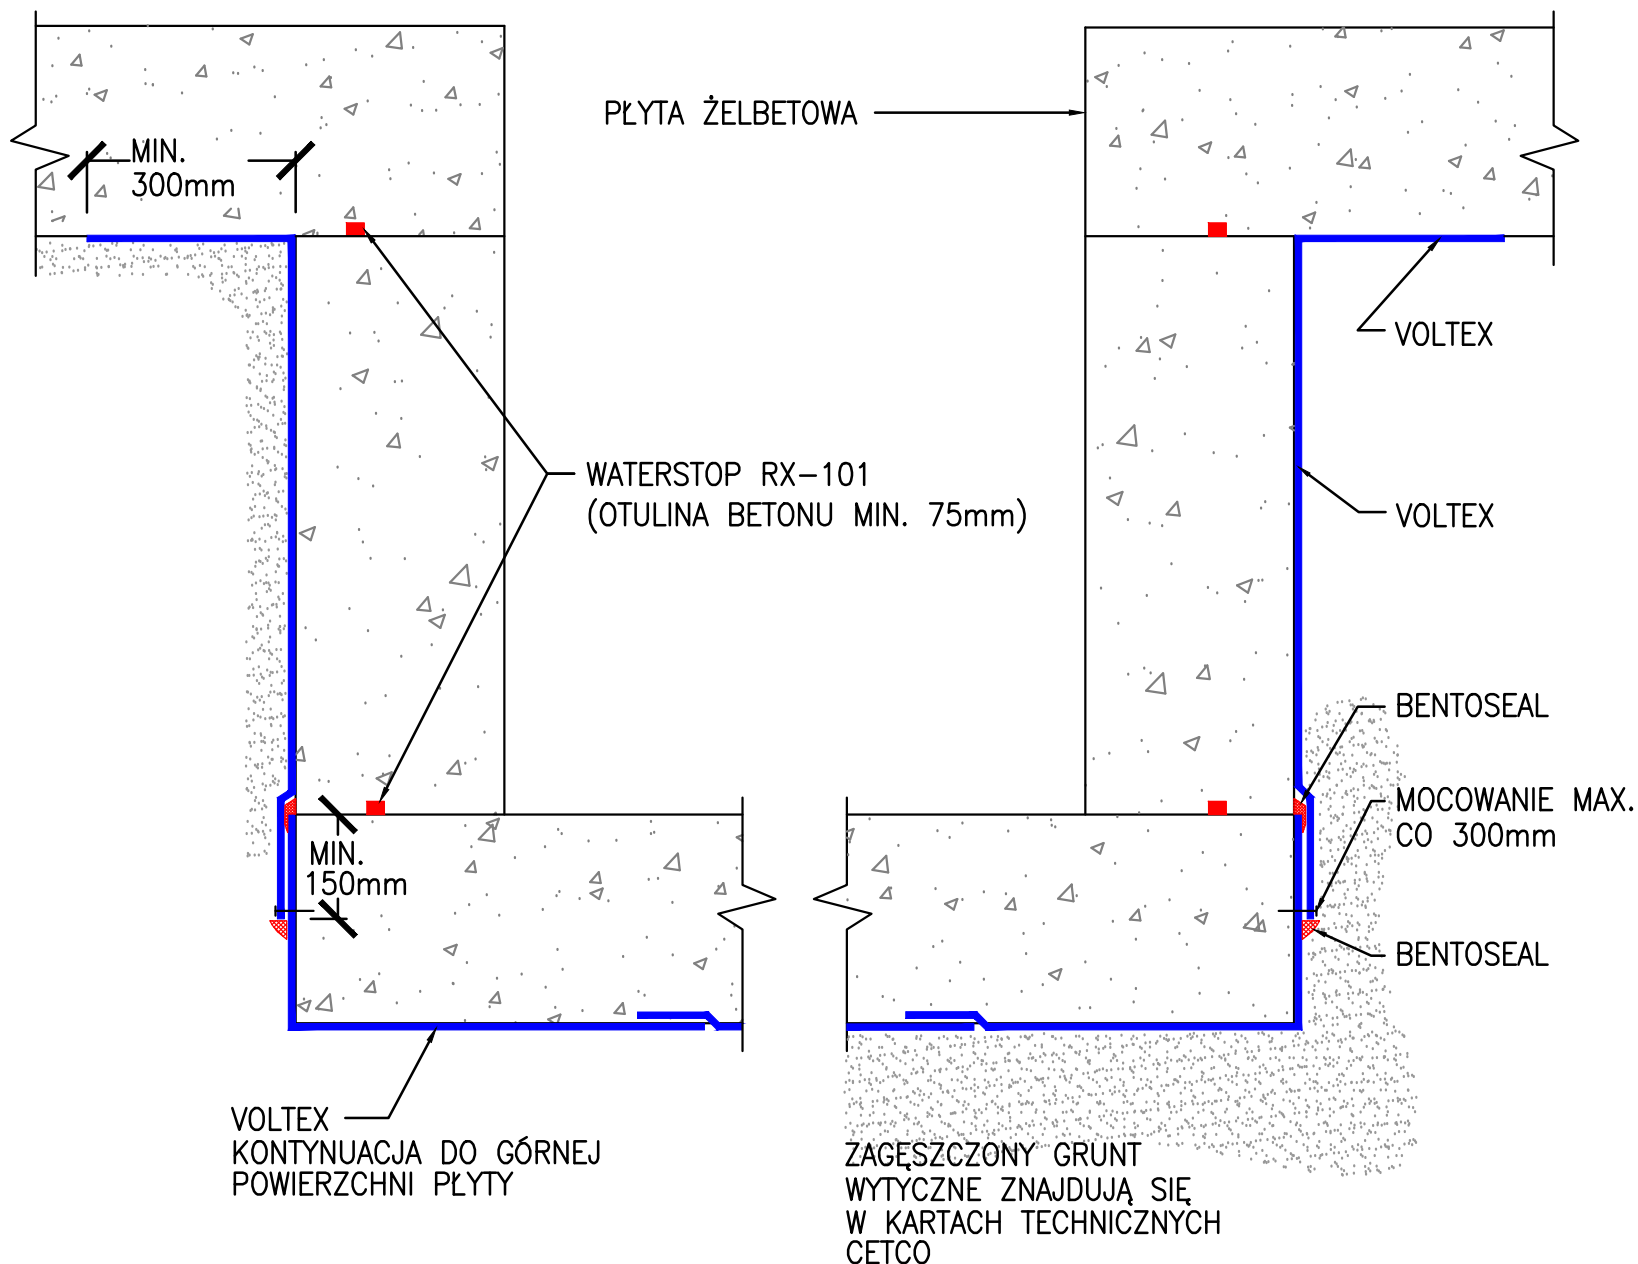 PŁYTA ŻELBETOWA
MIN.
300mm
VOLTEX
WATERSTOP RX-101
(OTULINA BETONU MIN. 75mm)
VOLTEX
BENTOSEAL
MOCOWANIE MAX.
CO 300mm
MIN.
150mm
BENTOSEAL
VOLTEX
KONTYNUACJA DO GÓRNEJ
POWIERZCHNI PŁYTY
ZAGĘSZCZONY GRUNT
WYTYCZNE ZNAJDUJĄ SIĘ
W KARTACH TECHNICZNYCH
CETCO